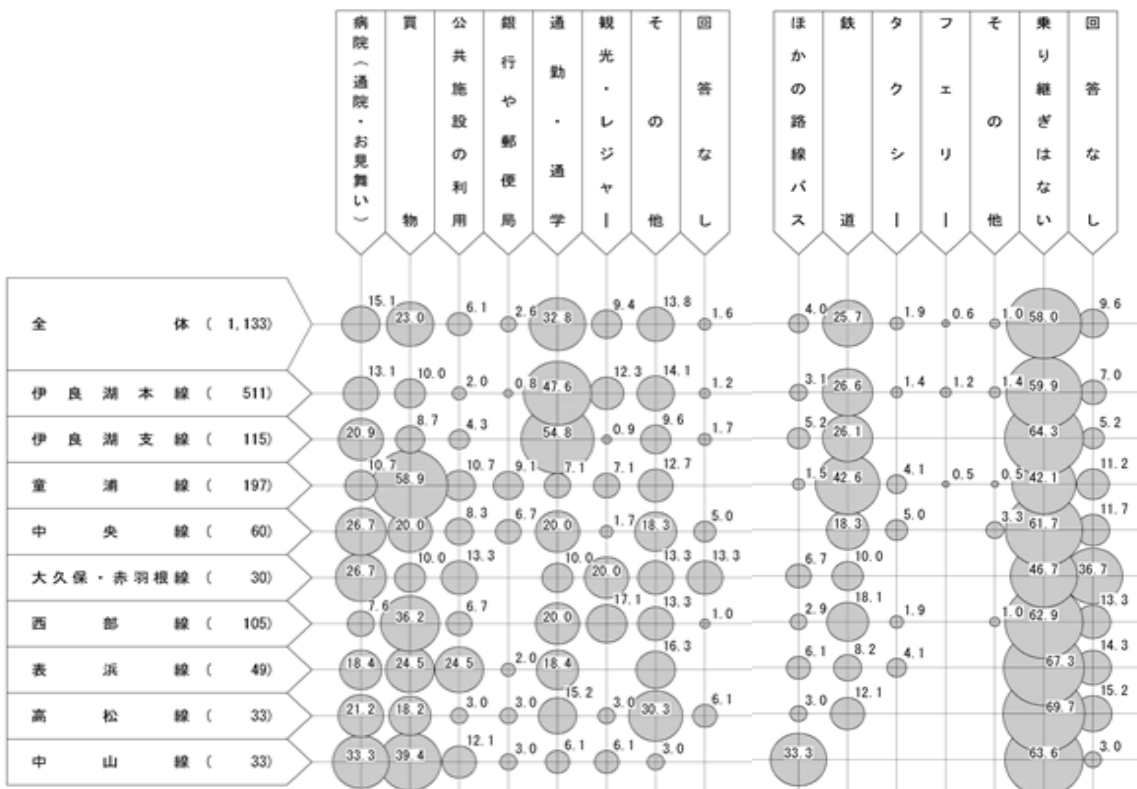 病院（通院・お見舞い）
買物
公共施設の利用
銀行や郵便局
通勤・通学
観光・レジャー
その他
回答なし
ほかの路線バス
鉄道
タクシー
フェリー
その他
乗り継ぎはない
回答なし
全体 ( 1,133) 15.1 23.0 6.1 2.6 32.8 9.4 13.8 1.6 4.0 25.7 1.9 0.6 1.0 58.0 9.6
伊良湖本線 ( 511) 13.1 10.0 2.0 0.8 47.6 12.3 14.1 1.2 3.1 26.6 1.4 1.2 1.4 59.9 7.0
伊良湖支線 ( 115) 20.9 8.7 4.3 54.8 0.9 9.6 1.7 5.2 26.1 64.3 5.2
童浦線 ( 197) 10.7 58.9 10.7 9.1 7.1 7.1 12.7 1.5 42.6 4.1 0.5 0.5 42.1 11.2
中央線 ( 60) 26.7 20.0 8.3 6.7 20.0 1.7 18.3 5.0 18.3 5.0 3.3 61.7 11.7
大久保・赤羽根線 ( 30) 26.7 10.0 13.3 10.0 20.0 13.3 13.3 6.7 10.0 46.7 36.7
西部線 ( 105) 7.6 36.2 6.7 20.0 17.1 13.3 1.0 2.9 18.1 1.9 1.0 62.9 13.3
表浜線 ( 49) 18.4 24.5 24.5 2.0 18.4 16.3 6.1 8.2 4.1 67.3 14.3
高松線 ( 33) 21.2 18.2 3.0 3.0 15.2 3.0 30.3 6.1 3.0 12.1 69.7 15.2
中山線 ( 33) 33.3 39.4 12.1 3.0 6.1 6.1 3.0 33.3 63.6 3.0